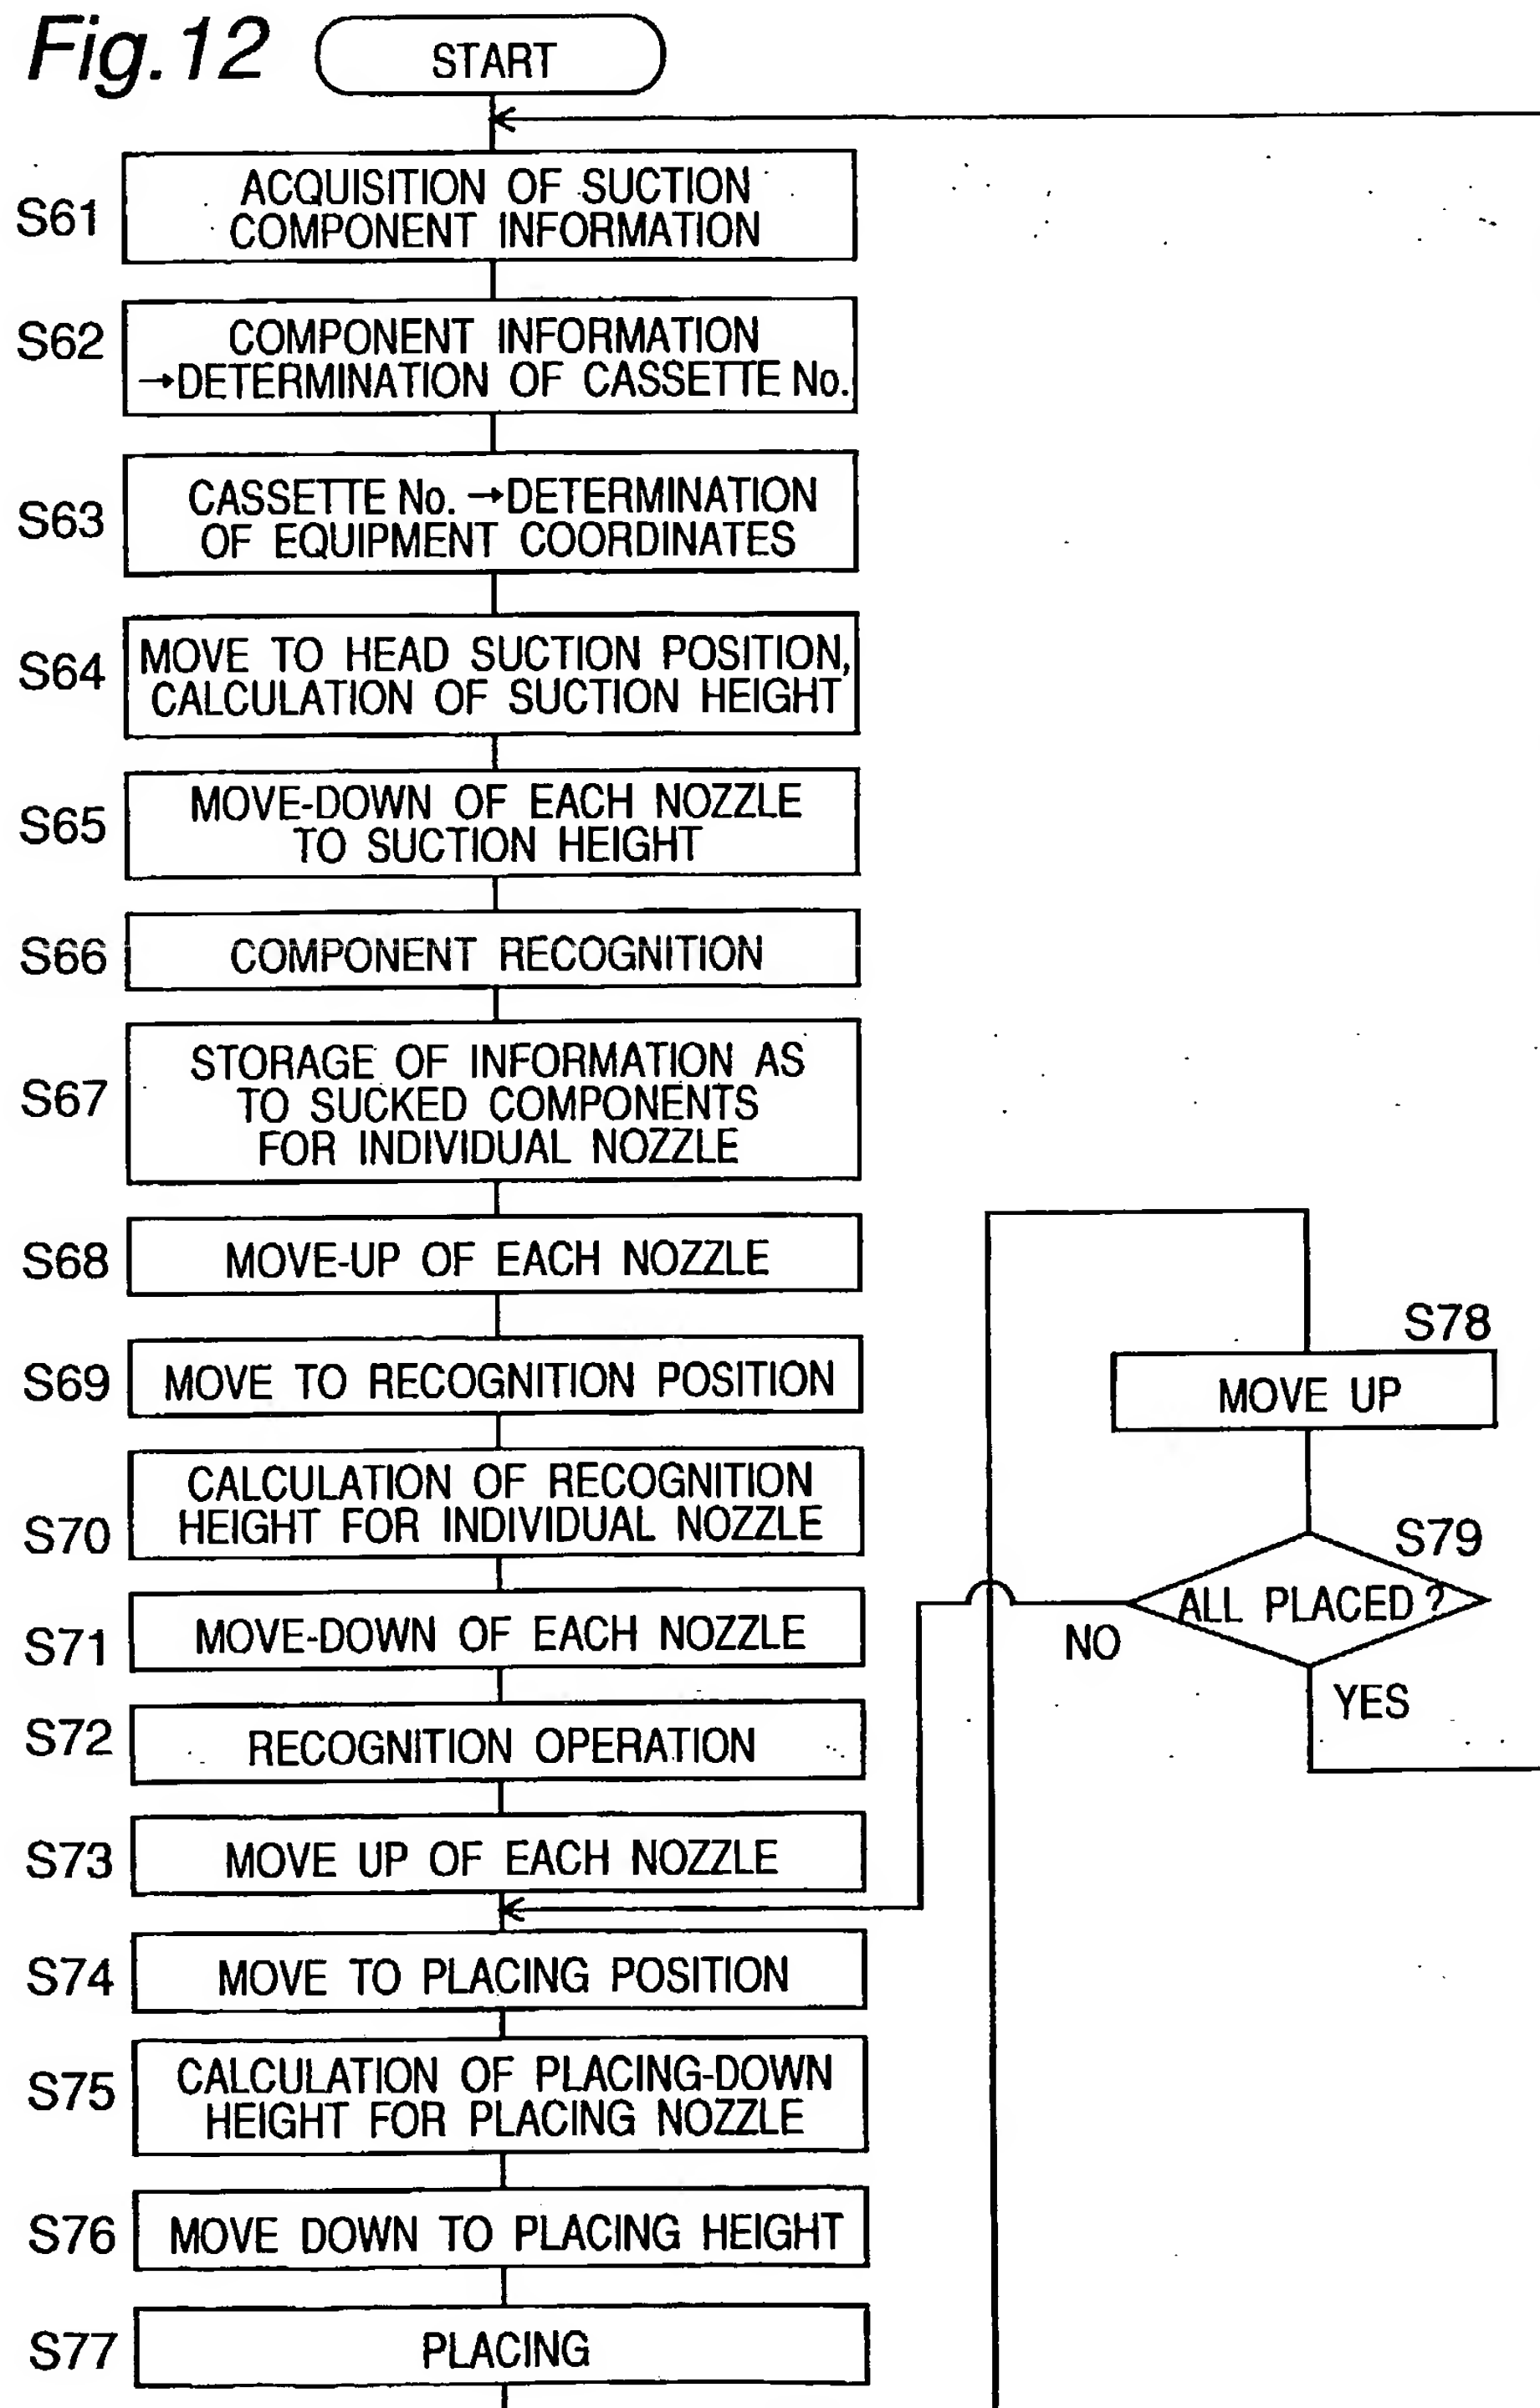 Fig.12
START
S61
ACQUISITION OF SUCTION
COMPONENT INFORMATION
S62
COMPONENT INFORMATION
→DETERMINATION OF CASSETTE No.
S63
CASSETTE No. →DETERMINATION
OF EQUIPMENT COORDINATES
S64
MOVE TO HEAD SUCTION POSITION,
CALCULATION OF SUCTION HEIGHT
S65
MOVE-DOWN OF EACH NOZZLE
TO SUCTION HEIGHT
S66
COMPONENT RECOGNITION
S67
STORAGE OF INFORMATION AS
TO SUCKED COMPONENTS
FOR INDIVIDUAL NOZZLE
S68
MOVE-UP OF EACH NOZZLE
S69
MOVE TO RECOGNITION POSITION
S70
CALCULATION OF RECOGNITION
HEIGHT FOR INDIVIDUAL NOZZLE
S71
MOVE-DOWN OF EACH NOZZLE
S72
RECOGNITION OPERATION
S73
MOVE UP OF EACH NOZZLE
S74
MOVE TO PLACING POSITION
S75
CALCULATION OF PLACING-DOWN
HEIGHT FOR PLACING NOZZLE
S76
MOVE DOWN TO PLACING HEIGHT
S77
PLACING
S78
MOVE UP
S79
ALL PLACED ?
NO
YES